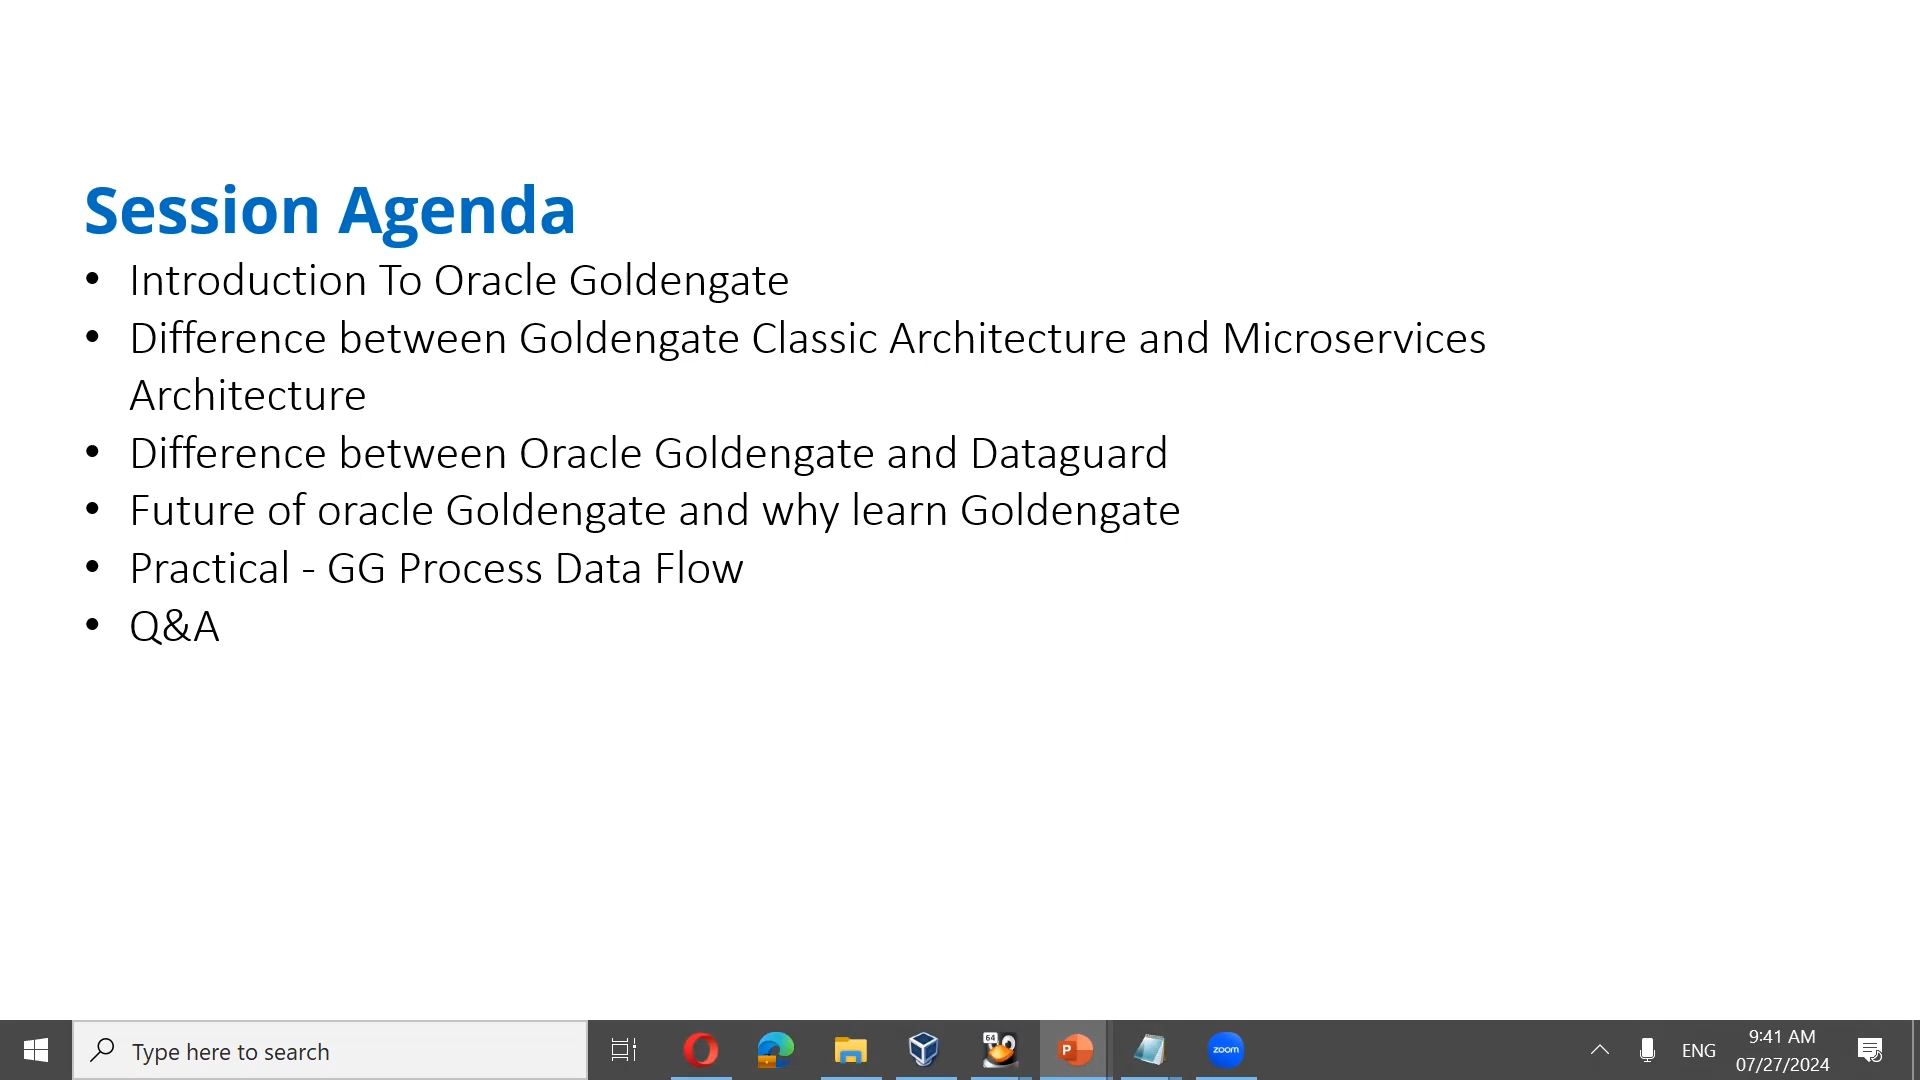 Session Agenda
• Introduction To Oracle Goldengate
• Difference between Goldengate Classic Architecture and Microservices
Architecture
• Difference between Oracle Goldengate and Dataguard
• Future of oracle Goldengate and why learn Goldengate
• Practical - GG Process Data Flow
• Q&A
Type here to search
64
P
zoom
ENG
9:41 AM
07/27/2024